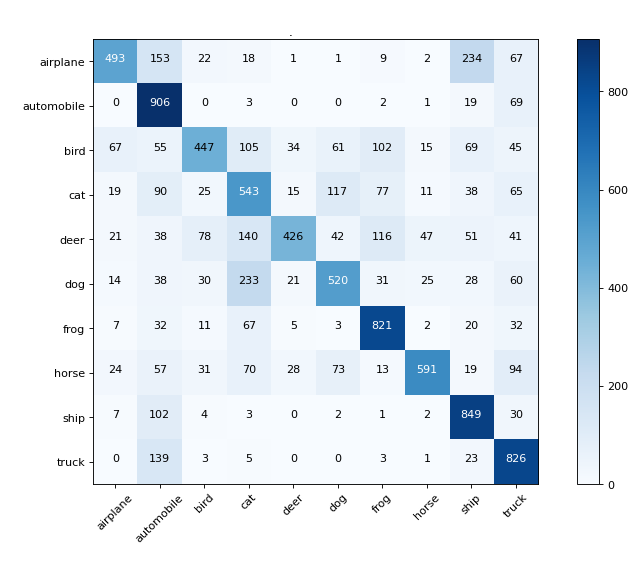 airplane 493 153 22 18 1 1 9 2 234 67
automobile 0 906 0 3 0 0 2 1 19 69
bird 67 55 447 105 34 61 102 15 69 45
cat 19 90 25 543 15 117 77 11 38 65
deer 21 38 78 140 426 42 116 47 51 41
dog 14 38 30 233 21 520 31 25 28 60
frog 7 32 11 67 5 3 821 2 20 32
horse 24 57 31 70 28 73 13 591 19 94
ship 7 102 4 3 0 2 1 2 849 30
truck 0 139 3 5 0 0 3 1 23 826
airplane automobile bird cat deer dog frog horse ship truck
800
600
400
200
0